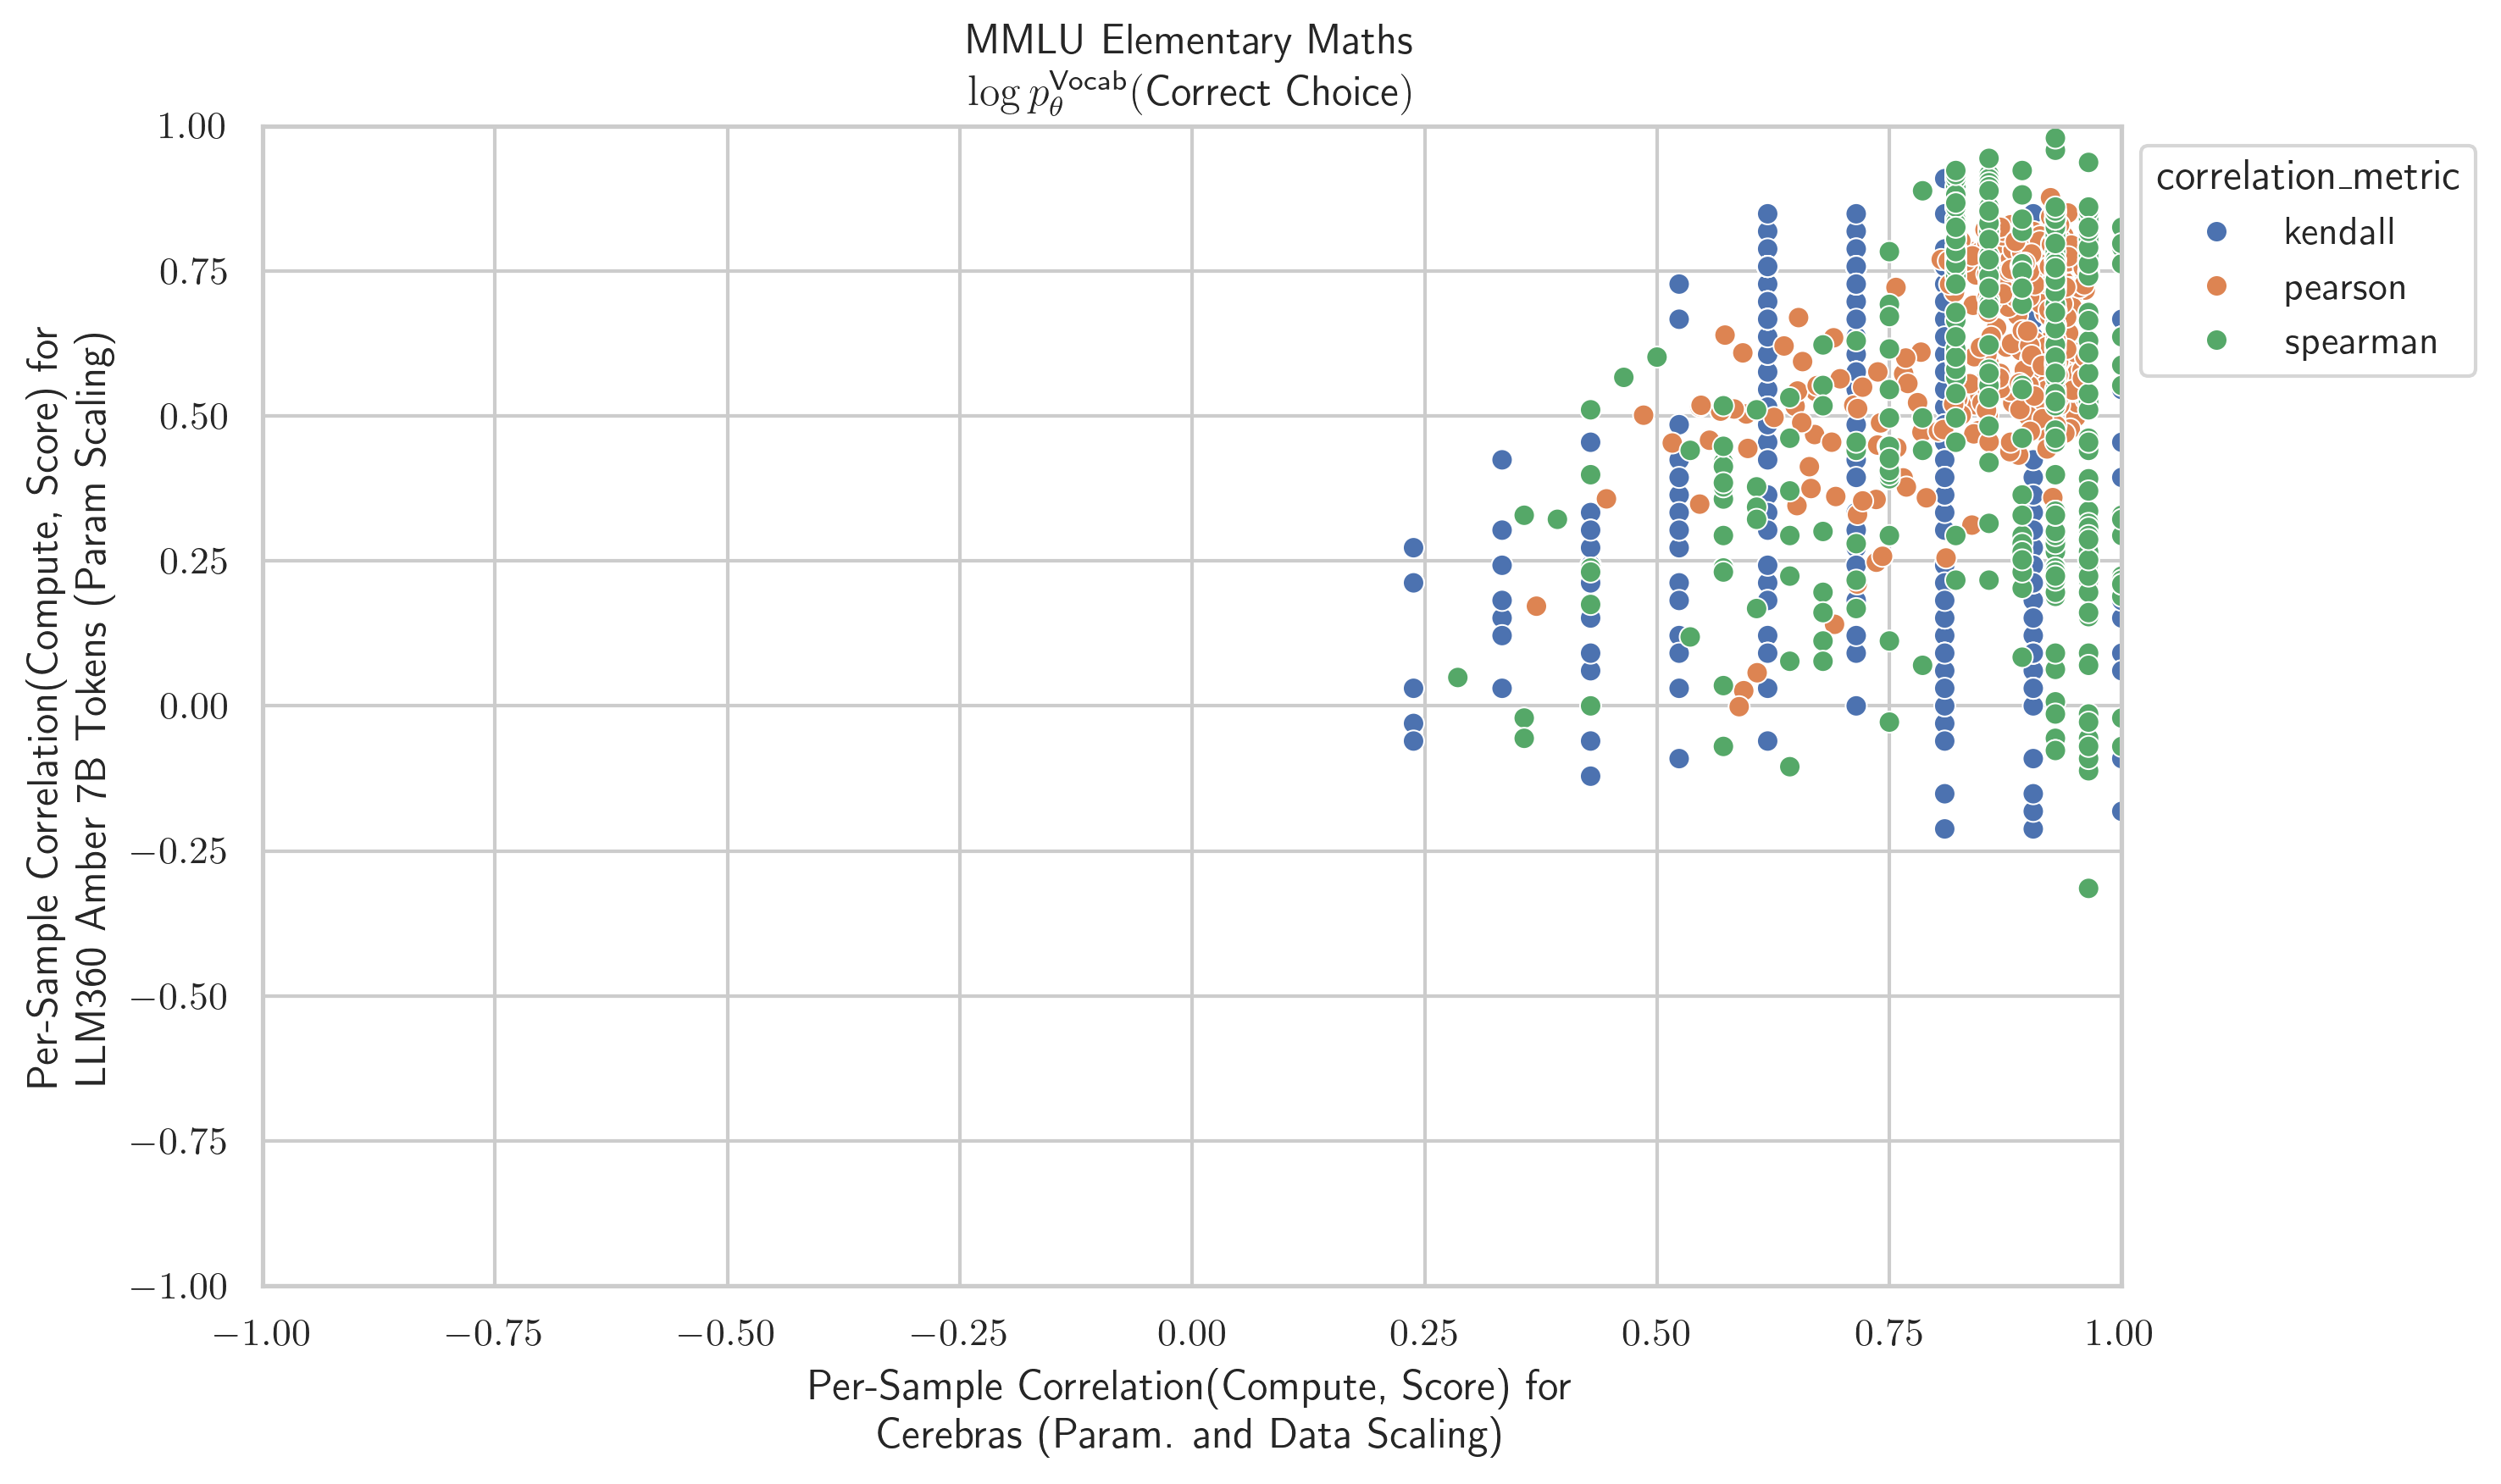 MMLU Elementary Maths
log p_θ^Vocab(Correct Choice)
Per-Sample Correlation(Compute, Score) for
LLM360 Amber 7B Tokens (Param Scaling)
1.00
0.75
0.50
0.25
0.00
−0.25
−0.50
−0.75
−1.00
correlation_metric
kendall
pearson
spearman
−1.00 −0.75 −0.50 −0.25 0.00 0.25 0.50 0.75 1.00
Per-Sample Correlation(Compute, Score) for
Cerebras (Param. and Data Scaling)